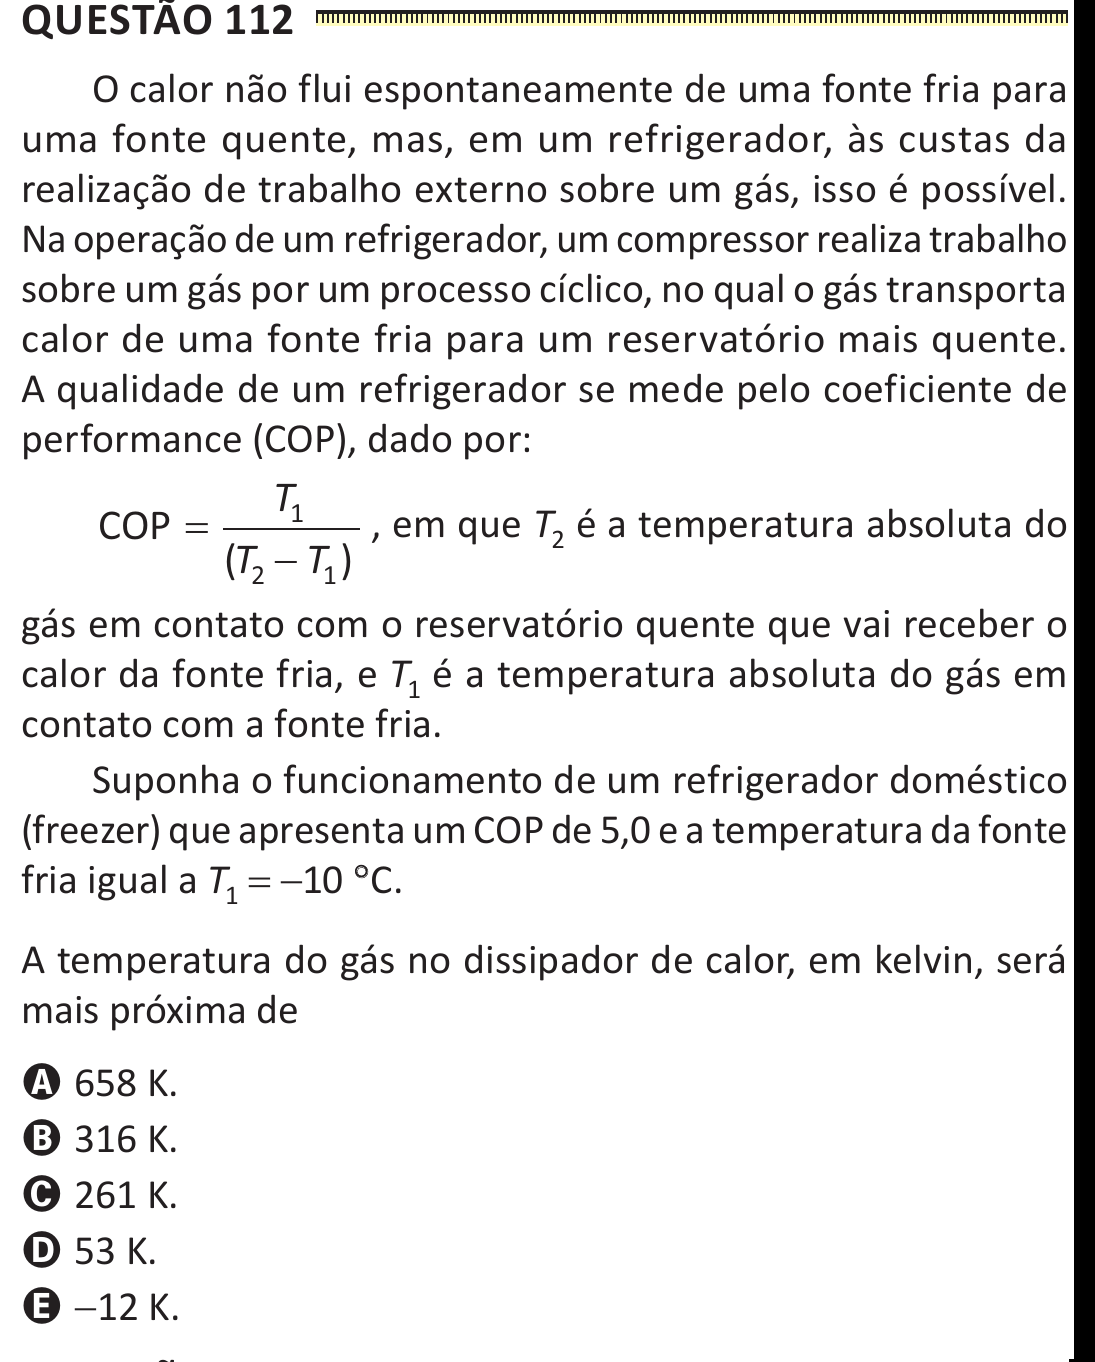 QUESTÃO 112
O calor não flui espontaneamente de uma fonte fria para
uma fonte quente, mas, em um refrigerador, às custas da
realização de trabalho externo sobre um gás, isso é possível.
Na operação de um refrigerador, um compressor realiza trabalho
sobre um gás por um processo cíclico, no qual o gás transporta
calor de uma fonte fria para um reservatório mais quente.
A qualidade de um refrigerador se mede pelo coeficiente de
performance (COP), dado por:
COP = T₁ / (T₂ – T₁) , em que T₂ é a temperatura absoluta do
gás em contato com o reservatório quente que vai receber o
calor da fonte fria, e T₁ é a temperatura absoluta do gás em
contato com a fonte fria.
Suponha o funcionamento de um refrigerador doméstico
(freezer) que apresenta um COP de 5,0 e a temperatura da fonte
fria igual a T₁ = –10 °C.
A temperatura do gás no dissipador de calor, em kelvin, será
mais próxima de
A 658 K.
B 316 K.
C 261 K.
D 53 K.
E –12 K.